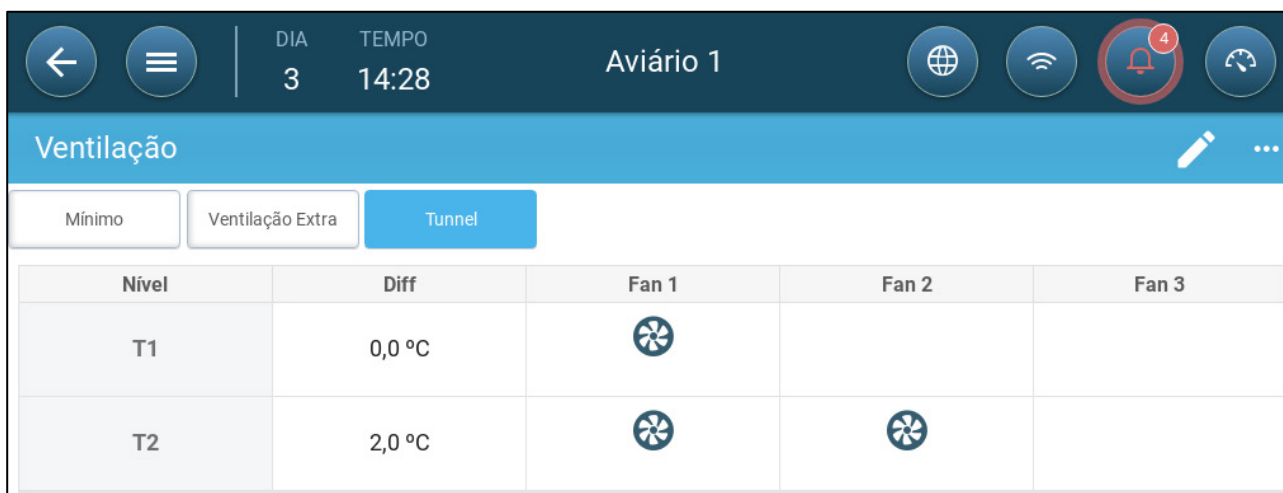 DIA TEMPO
3 14:28 Aviário 1 4
Ventilação
Mínimo Ventilação Extra Tunnel
Nível Diff Fan 1 Fan 2 Fan 3
T1 0,0 ºC
T2 2,0 ºC